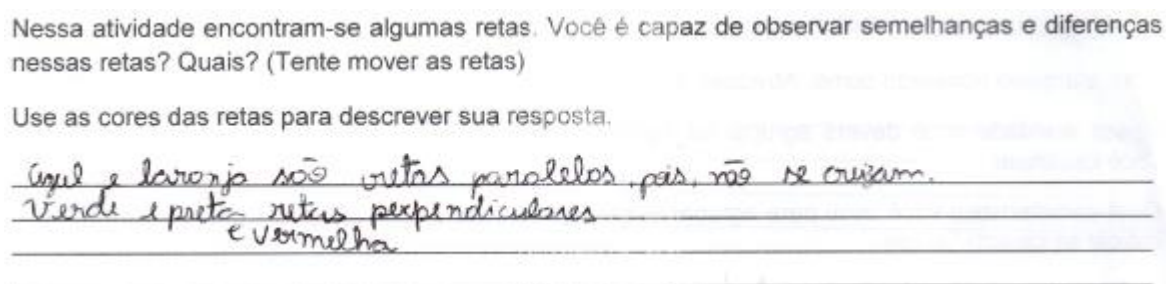 Nessa atividade encontram-se algumas retas. Você é capaz de observar semelhanças e diferenças
nessas retas? Quais? (Tente mover as retas)
Use as cores das retas para descrever sua resposta.
azul e laranja são retas paralelas, pois, não se cruzam.
Verde e preta retas perpendiculares
e vermelha